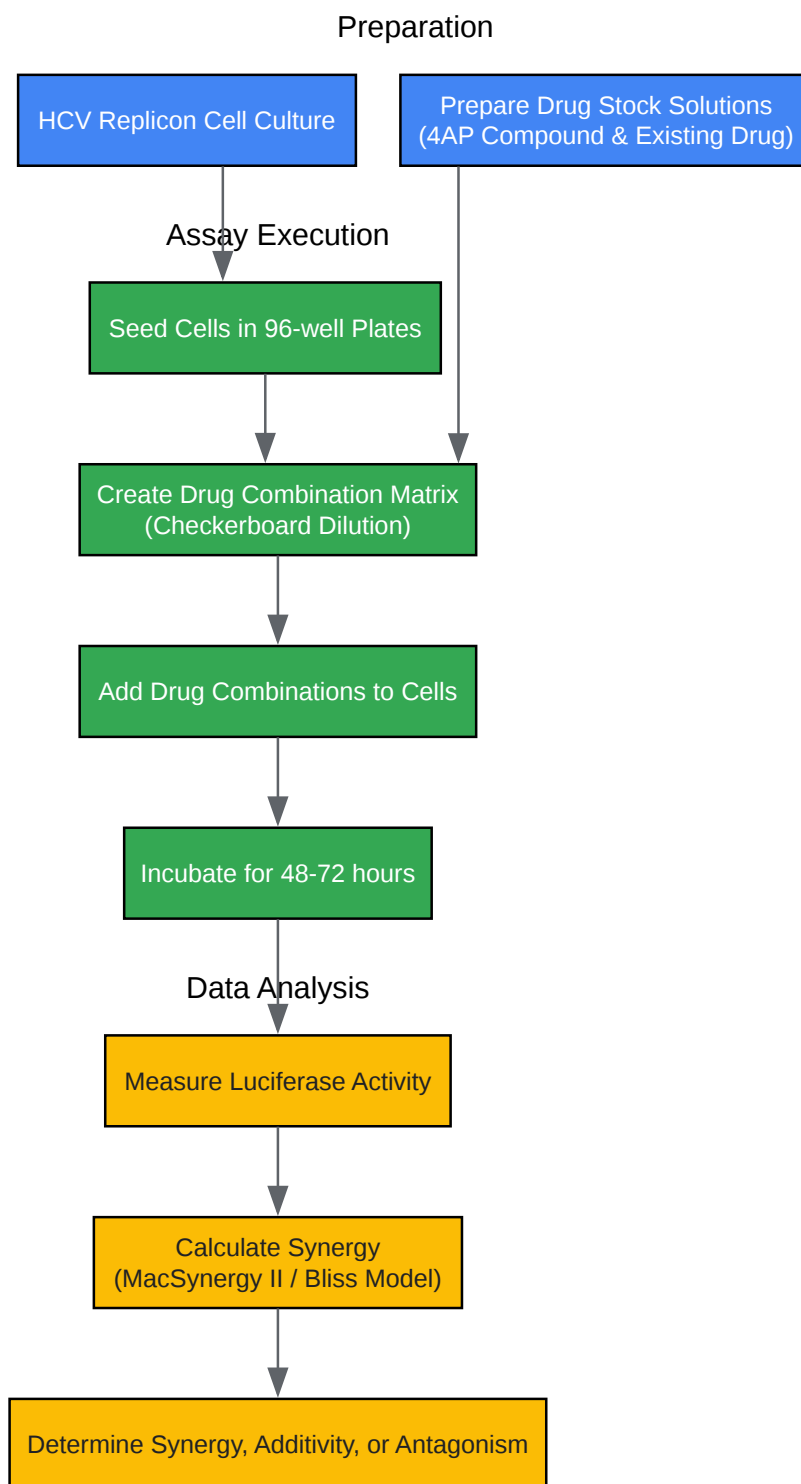 Preparation
HCV Replicon Cell Culture
Prepare Drug Stock Solutions
(4AP Compound & Existing Drug)
Assay Execution
Seed Cells in 96-well Plates
Create Drug Combination Matrix
(Checkerboard Dilution)
Add Drug Combinations to Cells
Incubate for 48-72 hours
Data Analysis
Measure Luciferase Activity
Calculate Synergy
(MacSynergy II / Bliss Model)
Determine Synergy, Additivity, or Antagonism